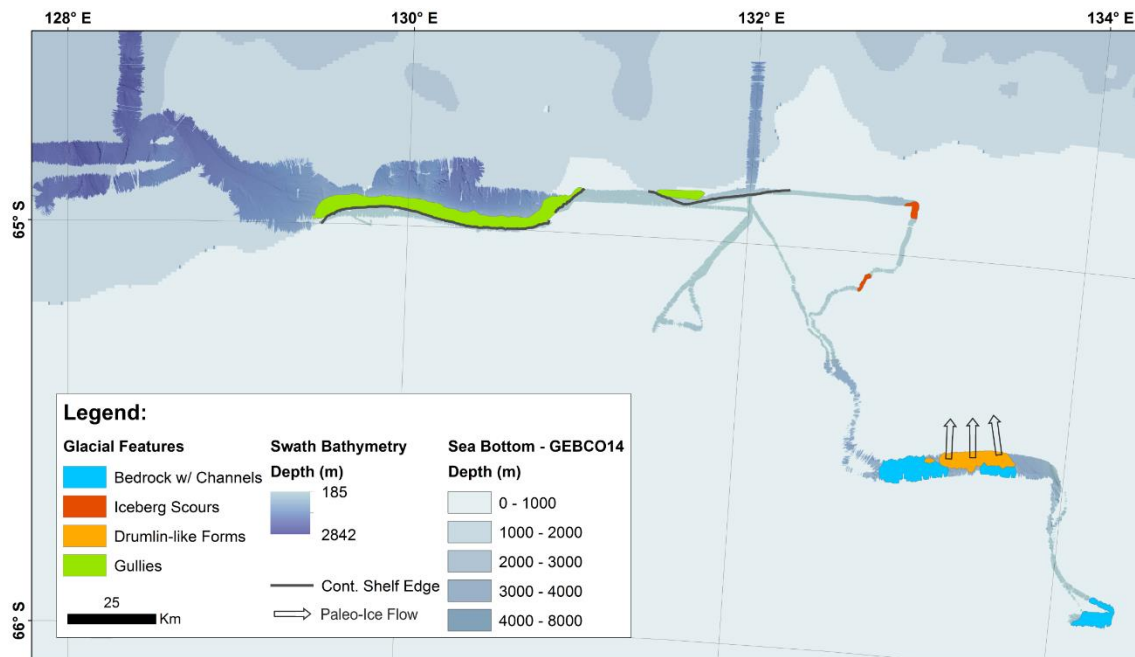 128° E 130° E 132° E 134° E
65° S
66° S
Legend:
Glacial Features
Bedrock w/ Channels
Iceberg Scours
Drumlin-like Forms
Gullies
25
Km
Swath Bathymetry
Depth (m)
185
2842
Cont. Shelf Edge
Paleo-Ice Flow
Sea Bottom - GEBCO14
Depth (m)
0 - 1000
1000 - 2000
2000 - 3000
3000 - 4000
4000 - 8000